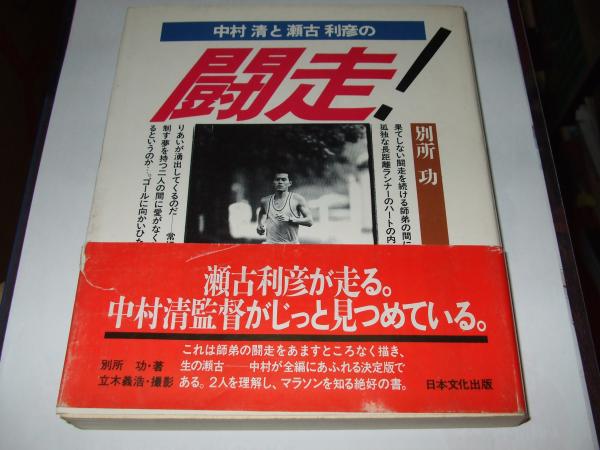 中村 清と瀬古 利彦の
闘走!
別所 功
果てしない闘走を続ける師弟の間に
孤独な長距離ランナーのハートの内
りあいが湧出してくるのだ——常
制す夢を持つ二人の間に愛がなく
るというのか…。ゴールに向かいひた
瀬古利彦が走る。
中村清監督がじっと見つめている。
別所 功・著
立木義浩・撮影
これは師弟の闘走をあますところなく描き、
生の瀬古——中村が全編にあふれる決定版で
ある。2人を理解し、マラソンを知る絶好の書。
日本文化出版